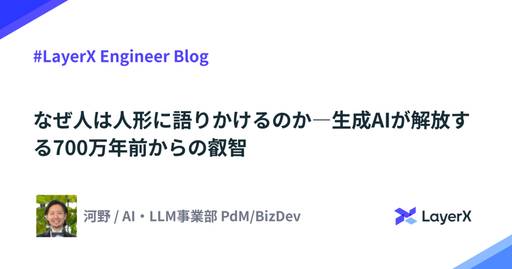 #LayerX Engineer Blog
なぜ人は人形に語りかけるのか―生成AIが解放す
る700万年前からの叡智
河野 / AI・LLM事業部 PdM/BizDev
LayerX